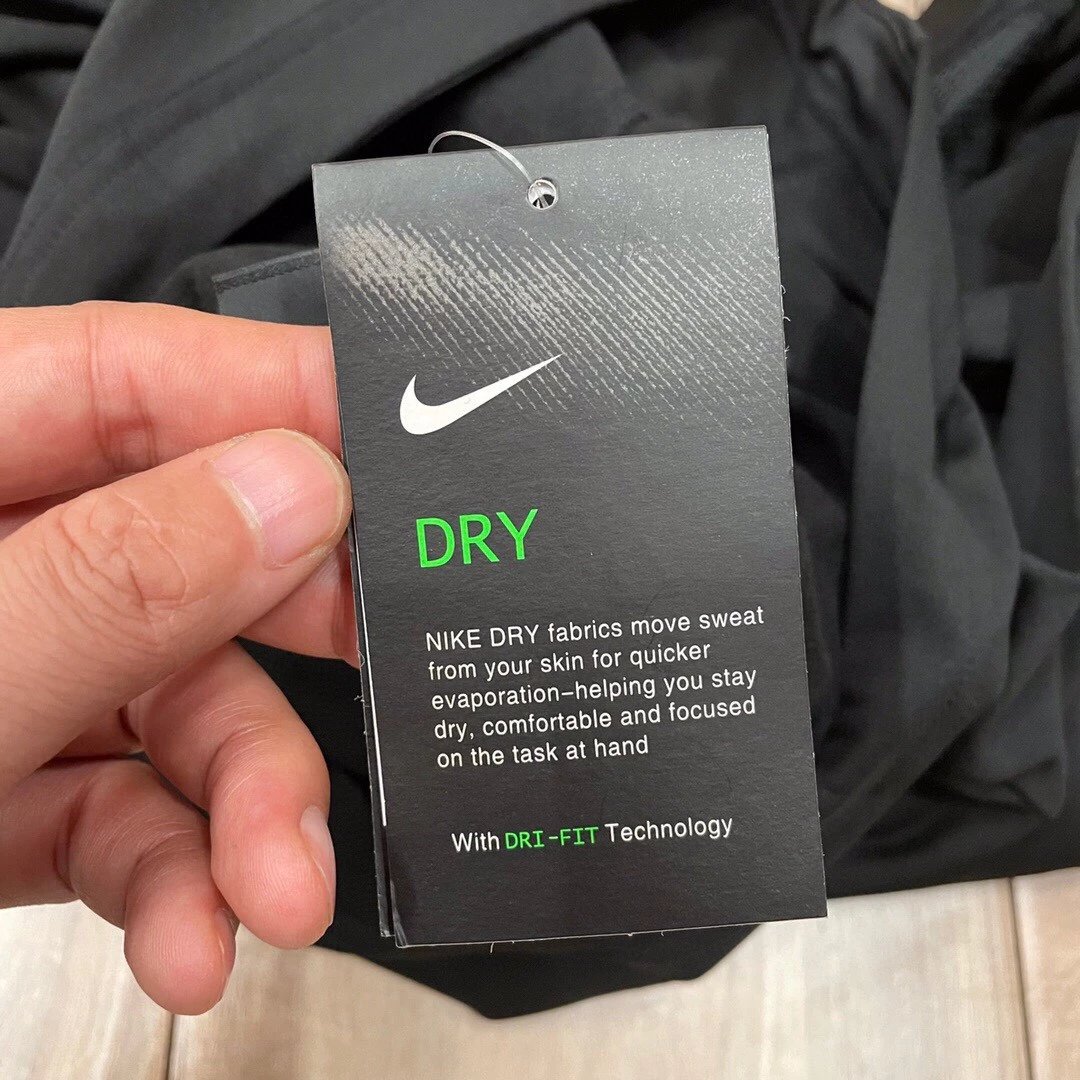 DRY
NIKE DRY fabrics move sweat
from your skin for quicker
evaporation–helping you stay
dry, comfortable and focused
on the task at hand
With DRI-FIT Technology